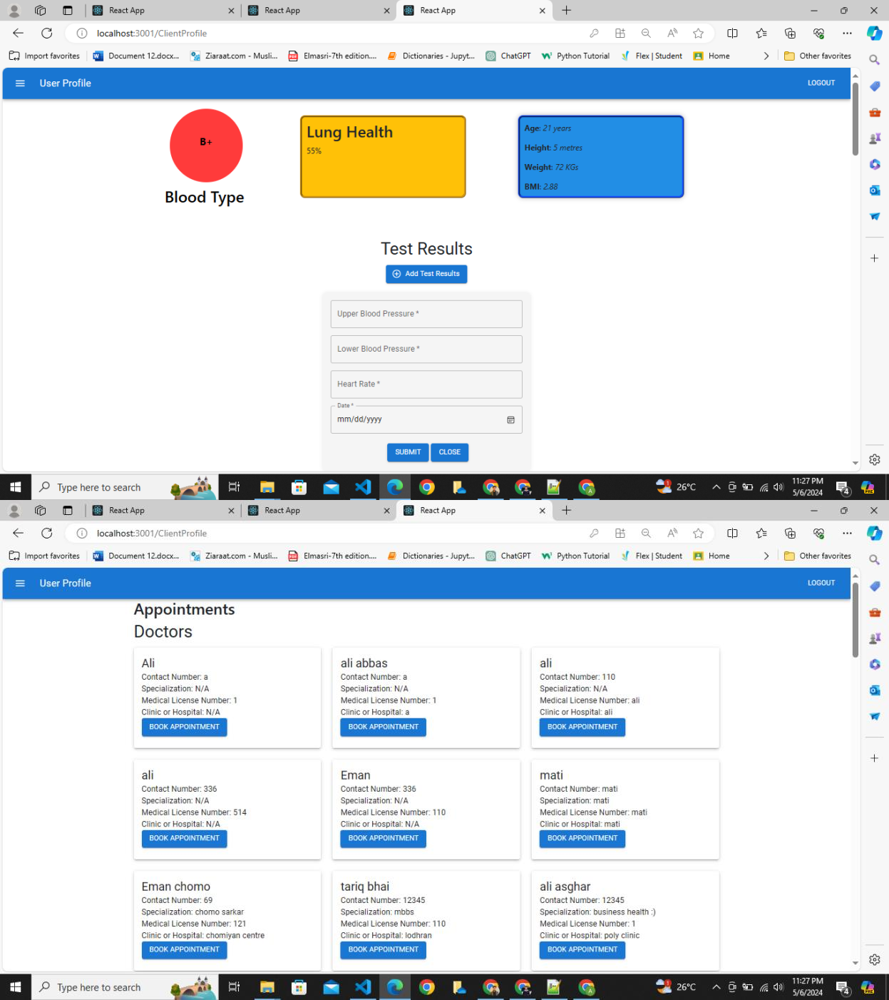 React App
React App
React App
localhost:3001/ClientProfile
Import favorites
Document 12.docx...
Ziaraat.com - Musli...
Elmasri-7th edition....
Dictionaries - Jupyt...
ChatGPT
Python Tutorial
Flex | Student
Home
Other favorites
User Profile
LOGOUT
B+
Blood Type
Lung Health
55%
Age: 21 years
Height: 5 metres
Weight: 72 KGs
BMI: 2.88
Test Results
Add Test Results
Upper Blood Pressure *
Lower Blood Pressure *
Heart Rate *
Date *
mm/dd/yyyy
SUBMIT
CLOSE
Type here to search
26°C
11:27 PM
5/6/2024
4
React App
React App
React App
localhost:3001/ClientProfile
Import favorites
Document 12.docx...
Ziaraat.com - Musli...
Elmasri-7th edition....
Dictionaries - Jupyt...
ChatGPT
Python Tutorial
Flex | Student
Home
Other favorites
User Profile
LOGOUT
Appointments
Doctors
Ali
Contact Number: a
Specialization: N/A
Medical License Number: 1
Clinic or Hospital: N/A
BOOK APPOINTMENT
ali abbas
Contact Number: a
Specialization: N/A
Medical License Number: 1
Clinic or Hospital: a
BOOK APPOINTMENT
ali
Contact Number: 110
Specialization: N/A
Medical License Number: ali
Clinic or Hospital: ali
BOOK APPOINTMENT
ali
Contact Number: 336
Specialization: N/A
Medical License Number: 514
Clinic or Hospital: N/A
BOOK APPOINTMENT
Eman
Contact Number: 336
Specialization: N/A
Medical License Number: 110
Clinic or Hospital: N/A
BOOK APPOINTMENT
mati
Contact Number: mati
Specialization: mati
Medical License Number: mati
Clinic or Hospital: mati
BOOK APPOINTMENT
Eman chomo
Contact Number: 69
Specialization: chomo sarkar
Medical License Number: 121
Clinic or Hospital: chomiyan centre
BOOK APPOINTMENT
tariq bhai
Contact Number: 12345
Specialization: mbbs
Medical License Number: 110
Clinic or Hospital: lodhran
BOOK APPOINTMENT
ali asghar
Contact Number: 12345
Specialization: business health :)
Medical License Number: 1
Clinic or Hospital: poly clinic
BOOK APPOINTMENT
Type here to search
26°C
11:27 PM
5/6/2024
4